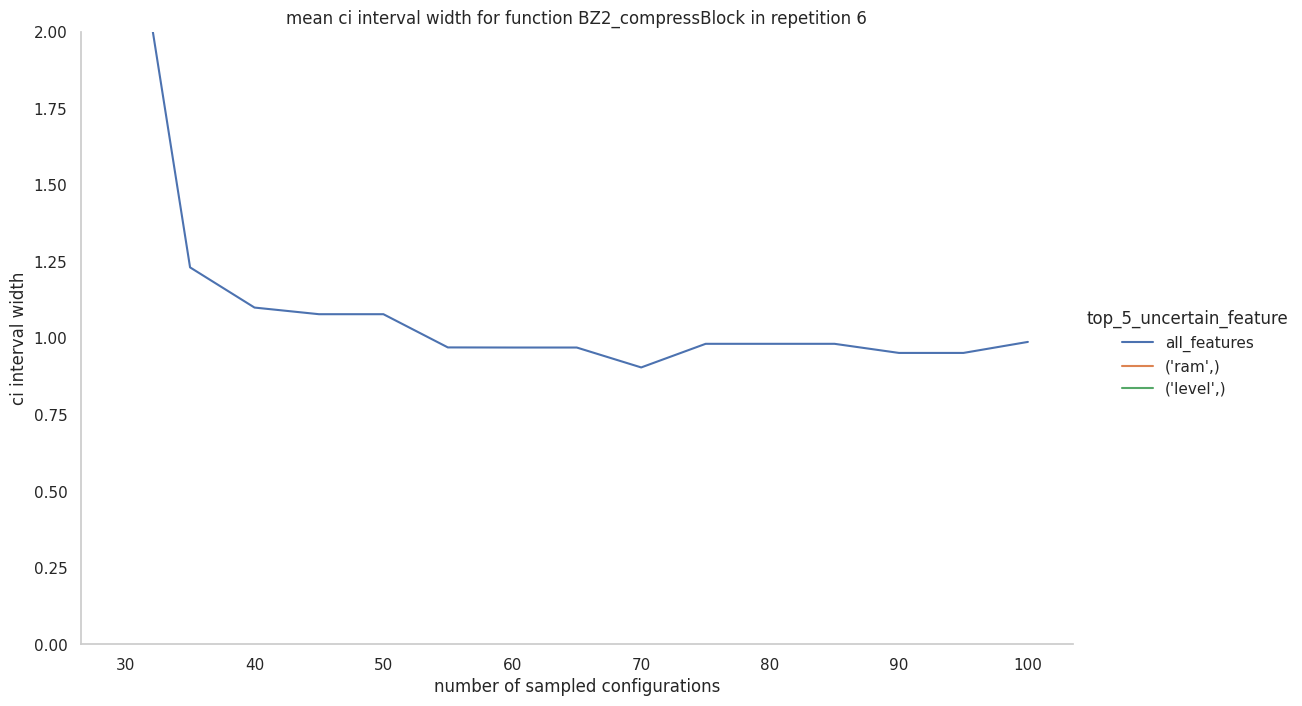 mean ci interval width for function BZ2_compressBlock in repetition 6
2.00
1.75
1.50
1.25
1.00
0.75
0.50
0.25
0.00
ci interval width
30 40 50 60 70 80 90 100
number of sampled configurations
top_5_uncertain_feature
all_features
('ram',)
('level',)